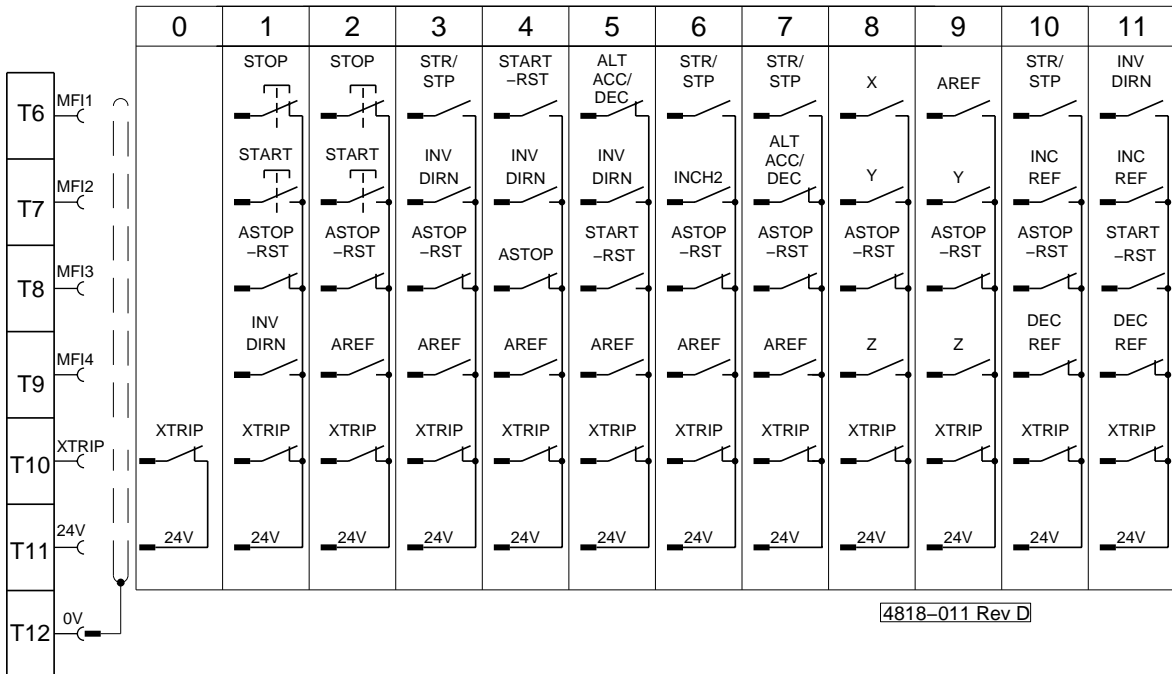 0 1 2 3 4 5 6 7 8 9 10 11
STOP STOP STR/ START ALT STR/ STR/ X AREF STR/ INV
STP –RST ACC/ STP STP STP DIRN
DEC
T6 MFI1
ALT
START START INV INV INV INCH2 ACC/ Y Y INC INC
DIRN DIRN DIRN DEC REF REF
T7 MFI2
ASTOP ASTOP ASTOP ASTOP START ASTOP ASTOP ASTOP ASTOP ASTOP START
–RST –RST –RST –RST –RST –RST –RST –RST –RST –RST
T8 MFI3
INV AREF AREF AREF AREF AREF AREF Z Z DEC DEC
DIRN REF REF
T9 MFI4
XTRIP XTRIP XTRIP XTRIP XTRIP XTRIP XTRIP XTRIP XTRIP XTRIP XTRIP XTRIP
T10 XTRIP
T11 24V 24V 24V 24V 24V 24V 24V 24V 24V 24V 24V 24V 24V
T12 0V
4818–011 Rev D